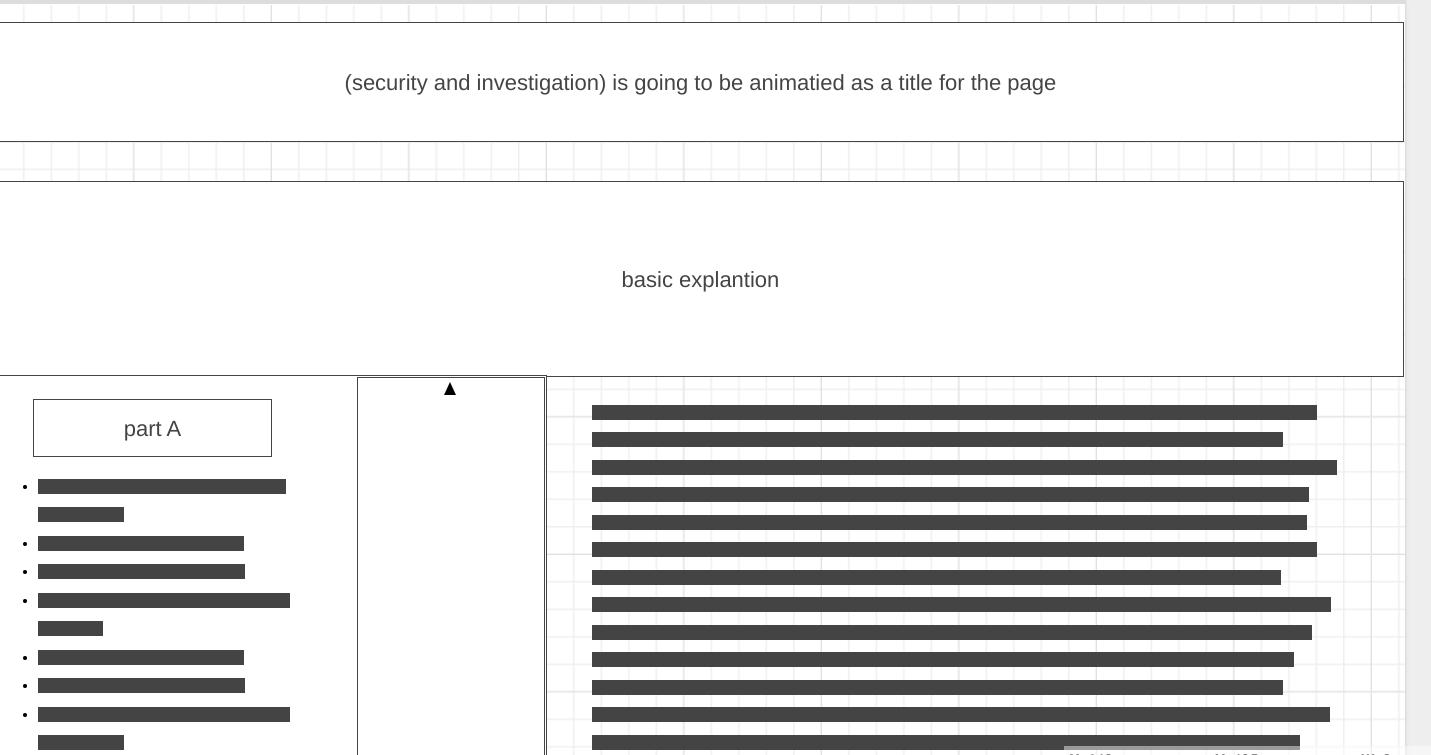 (security and investigation) is going to be animatied as a title for the page
basic explantion
part A